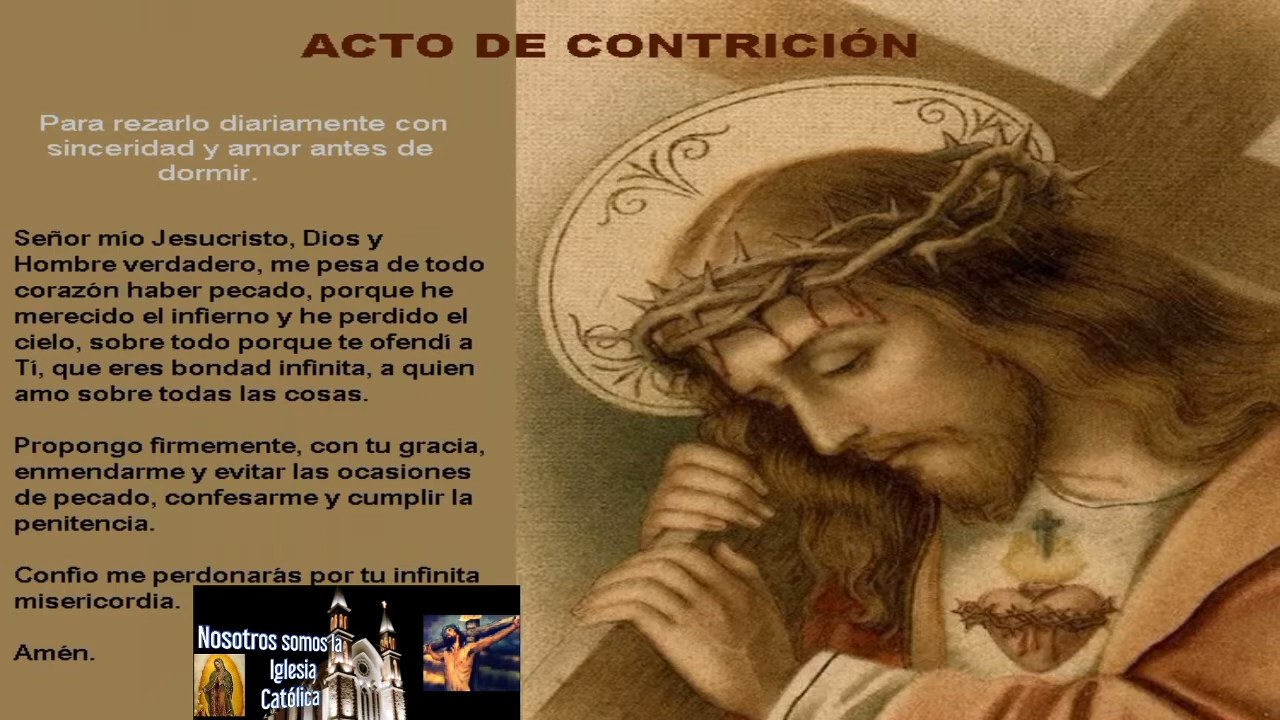 ACTO DE CONTRICIÓN
Para rezarlo diariamente con
sinceridad y amor antes de
dormir.
Señor mío Jesucristo, Dios y
Hombre verdadero, me pesa de todo
corazón haber pecado, porque he
merecido el infierno y he perdido el
cielo, sobre todo porque te ofendí a
Tí, que eres bondad infinita, a quien
amo sobre todas las cosas.
Propongo firmemente, con tu gracia,
enmendarme y evitar las ocasiones
de pecado, confesarme y cumplir la
penitencia.
Confío me perdonarás por tu infinita
misericordia.
Amén.
Nosotros somos la
Iglesia
Católica